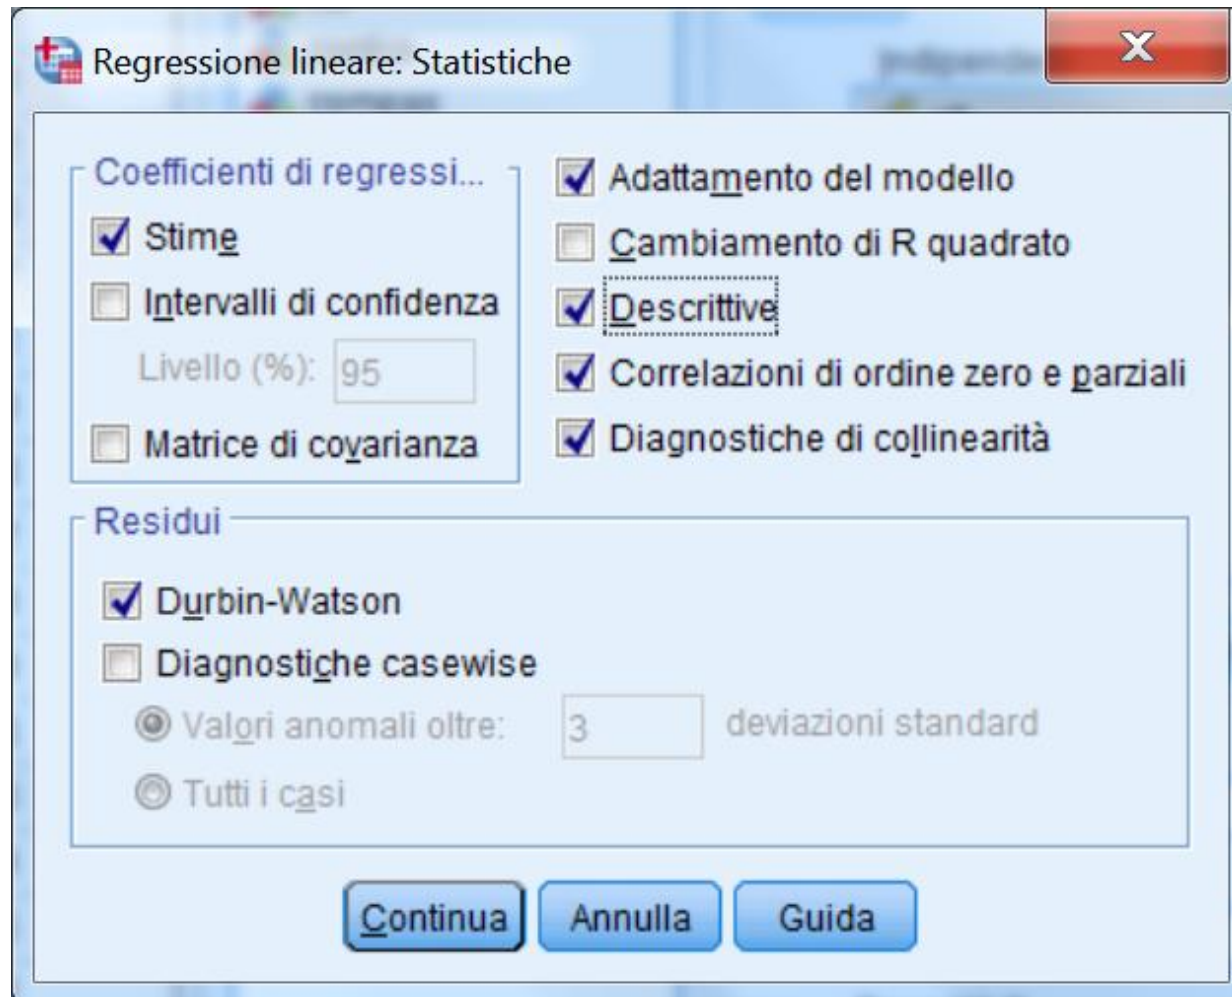 Regressione lineare: Statistiche
Coefficienti di regressi...
Stime
Intervalli di confidenza
Livello (%): 95
Matrice di covarianza
Adattamento del modello
Cambiamento di R quadrato
Descrittive
Correlazioni di ordine zero e parziali
Diagnostiche di collinearità
Residui
Durbin-Watson
Diagnostiche casewise
Valori anomali oltre: 3 deviazioni standard
Tutti i casi
Continua Annulla Guida